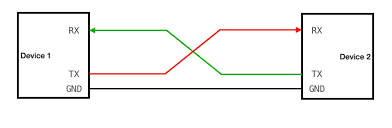 RX RX
Device 1 Device 2
TX TX
GND GND